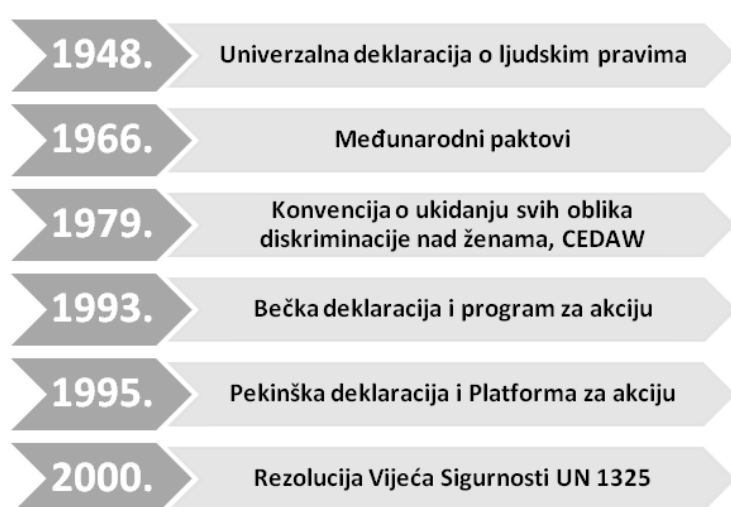 1948.
Univerzalna deklaracija o ljudskim pravima
1966.
Međunarodni paktovi
1979.
Konvencija o ukidanju svih oblika
diskriminacije nad ženama, CEDAW
1993.
Bečka deklaracija i program za akciju
1995.
Pekinška deklaracija i Platforma za akciju
2000.
Rezolucija Vijeća Sigurnosti UN 1325